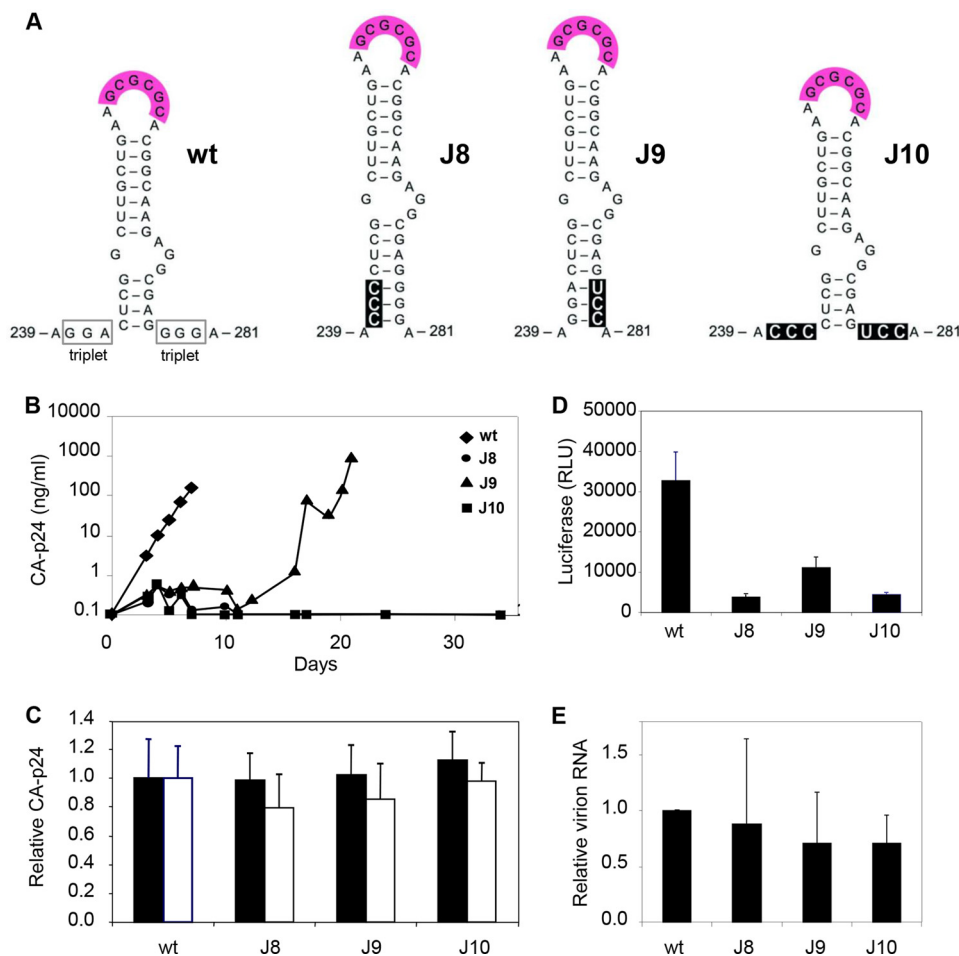 A
wt
A A G C G C G C A
G – C
U – G
C – G
G – C
U – A
U – A
C – G
G A G G
G – C
C – G
U – A
C – G
239 – A G G A
G G G A – 281
triplet
triplet
J8
A A G C G C G C A
G – C
U – G
C – G
G – C
U – A
U – A
C – G
G A G G
G – C
C – G
U – A
C – G
C – G
C – G
C – G
239 – A A – 281
J9
A A G C G C G C A
G – C
U – G
C – G
G – C
U – A
U – A
C – G
G A G G
G – C
C – G
U – A
C – G
A – U
G – C
G – C
239 – A A – 281
J10
A A G C G C G C A
G – C
U – G
C – G
G – C
U – A
U – A
C – G
G A G G
G – C
C – G
U – A
C – G
239 – A C C C
U C C A – 281
B
CA-p24 (ng/ml)
10000
1000
100
10
1
0.1
0 10 20 30
Days
wt
J8
J9
J10
D
Luciferase (RLU)
50000
40000
30000
20000
10000
0
wt J8 J9 J10
C
Relative CA-p24
1.4
1.2
1.0
0.8
0.6
0.4
0.2
0.0
wt J8 J9 J10
E
Relative virion RNA
1.5
1.0
0.5
0.0
wt J8 J9 J10